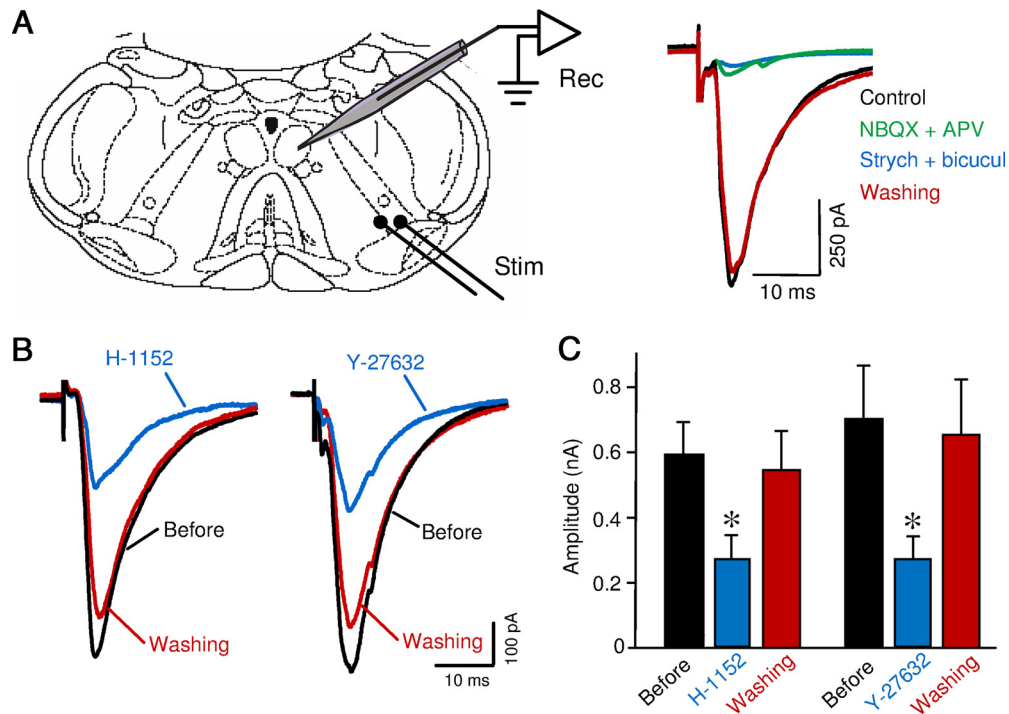 A
Rec
Stim
Control
NBQX + APV
Strych + bicucul
Washing
250 pA
10 ms
B
H-1152
Before
Washing
Y-27632
Before
Washing
100 pA
10 ms
C
Amplitude (nA)
0.8
0.6
0.4
0.2
0
*
*
Before
H-1152
Washing
Before
Y-27632
Washing